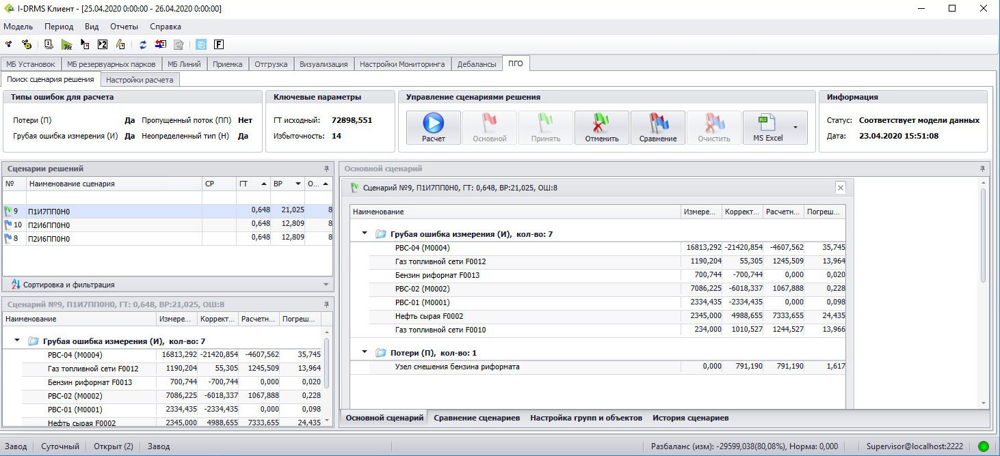 I-DRMS Клиент - [25.04.2020 0:00:00 - 26.04.2020 0:00:00]
Модель Период Вид Отчеты Справка
МБ Установок МБ резервуарных парков МБ Линий Приемка Отгрузка Визуализация Настройки Мониторинга Дебалансы ПГО
Поиск сценария решения Настройки расчета
Типы ошибок для расчета
Потери (П) Да Пропущенный поток (ПП) Нет
Грубая ошибка измерения (И) Да Неопределенный тип (Н) Да
Ключевые параметры
ГТ исходный: 72898,551
Избыточность: 14
Управление сценариями решения
Расчет Основной Принять Отменить Сравнение Очистить MS Excel
Информация
Статус: Соответствует модели данных
Дата: 23.04.2020 15:51:08
Сценарии решений
№ Наименование сценария СР ГТ ВР О...
9 П1И7ПП0Н0 0,648 21,025 8
10 П2И6ПП0Н0 0,648 12,809 8
8 П2И6ПП0Н0 0,648 12,809 8
Сортировка и фильтрация
Сценарий №9, П1И7ПП0Н0, ГТ: 0,648, ВР:21,025, ОШ:8
Наименование Измере... Коррект... Расчетн... Погреш...
Грубая ошибка измерения (И), кол-во: 7
РВС-04 (М0004) 16813,292 -21420,854 -4607,562 35,745
Газ топливной сети F0012 1190,204 55,305 1245,509 13,964
Бензин риформат F0013 700,744 -700,744 0,000 0,020
РВС-02 (М0002) 7086,225 -6018,337 1067,888 0,228
РВС-01 (М0001) 2334,435 -2334,435 0,000 0,098
Нефть сырая F0002 2345,000 4988,655 7333,655 24,435
Основной сценарий
Сценарий №9, П1И7ПП0Н0, ГТ: 0,648, ВР:21,025, ОШ:8
Наименование Измере... Коррект... Расчетн... Погреш...
Грубая ошибка измерения (И), кол-во: 7
РВС-04 (М0004) 16813,292 -21420,854 -4607,562 35,745
Газ топливной сети F0012 1190,204 55,305 1245,509 13,964
Бензин риформат F0013 700,744 -700,744 0,000 0,020
РВС-02 (М0002) 7086,225 -6018,337 1067,888 0,228
РВС-01 (М0001) 2334,435 -2334,435 0,000 0,098
Нефть сырая F0002 2345,000 4988,655 7333,655 24,435
Газ топливной сети F0010 234,000 1010,527 1244,527 13,966
Потери (П), кол-во: 1
Узел смешения бензина риформата 0,000 791,190 791,190 1,617
Основной сценарий Сравнение сценариев Настройка групп и объектов История сценариев
Завод Суточный Открыт (2) Завод Разбаланс (изм): -29599,038(80,08%), Норма: 0,000 Supervisor@localhost:2222